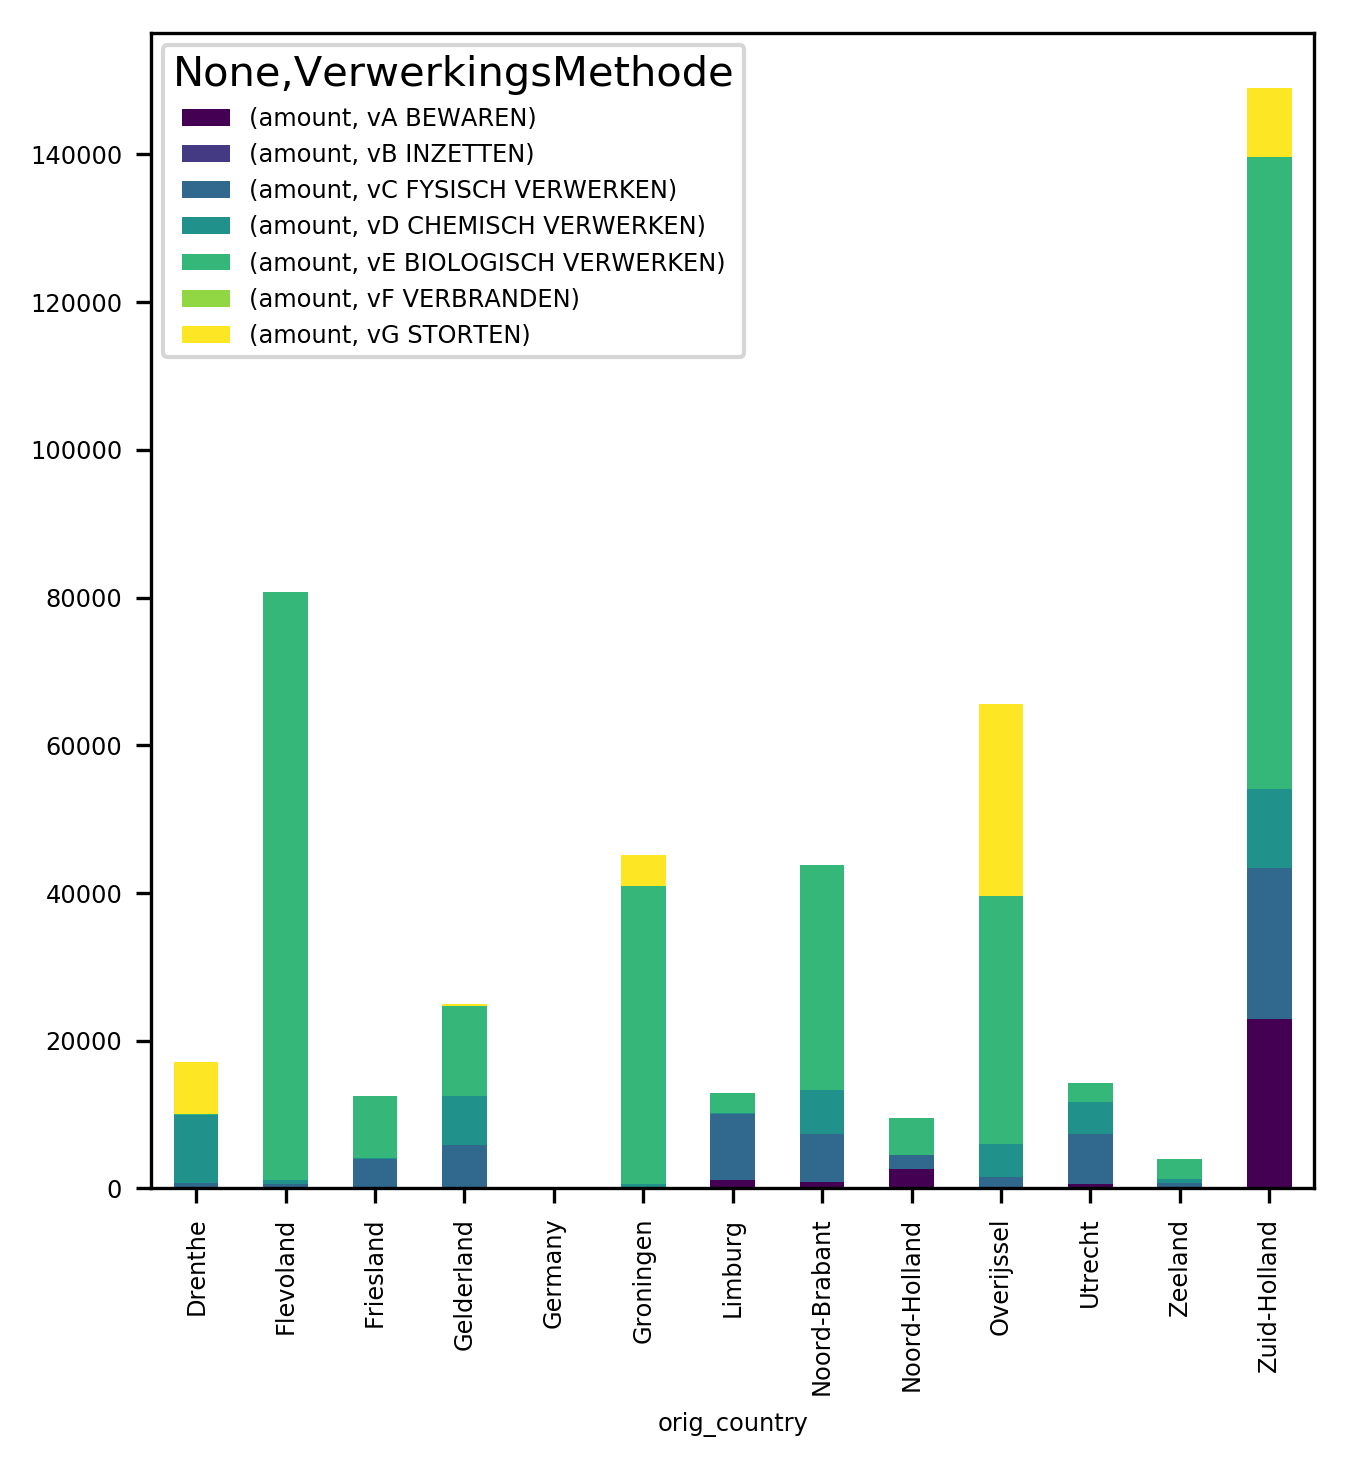 None,VerwerkingsMethode
(amount, vA BEWAREN)
(amount, vB INZETTEN)
(amount, vC FYSISCH VERWERKEN)
(amount, vD CHEMISCH VERWERKEN)
(amount, vE BIOLOGISCH VERWERKEN)
(amount, vF VERBRANDEN)
(amount, vG STORTEN)
140000
120000
100000
80000
60000
40000
20000
0
Drenthe
Flevoland
Friesland
Gelderland
Germany
Groningen
Limburg
Noord-Brabant
Noord-Holland
Overijssel
Utrecht
Zeeland
Zuid-Holland
orig_country